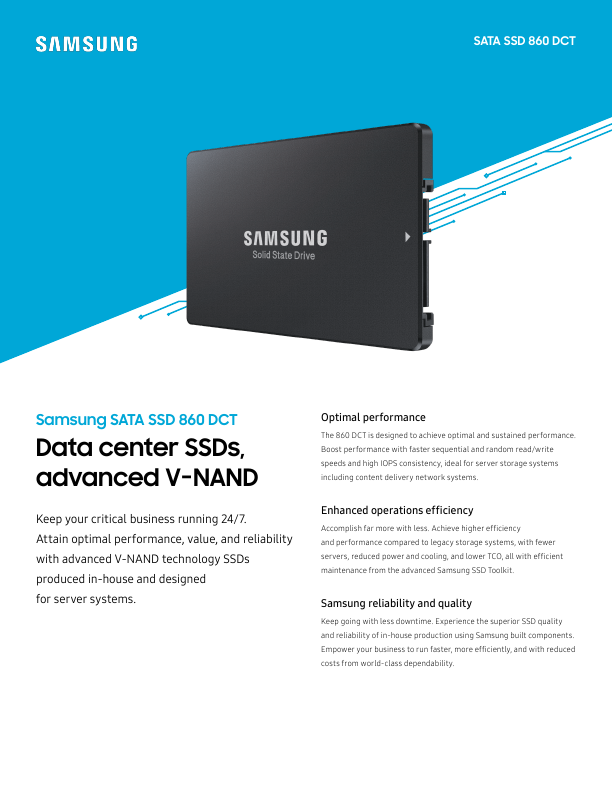 SAMSUNG
SATA SSD 860 DCT
SAMSUNG
Solid State Drive
Samsung SATA SSD 860 DCT
Data center SSDs,
advanced V-NAND
Keep your critical business running 24/7.
Attain optimal performance, value, and reliability
with advanced V-NAND technology SSDs
produced in-house and designed
for server systems.
Optimal performance
The 860 DCT is designed to achieve optimal and sustained performance.
Boost performance with faster sequential and random read/write
speeds and high IOPS consistency, ideal for server storage systems
including content delivery network systems.
Enhanced operations efficiency
Accomplish far more with less. Achieve higher efficiency
and performance compared to legacy storage systems, with fewer
servers, reduced power and cooling, and lower TCO, all with efficient
maintenance from the advanced Samsung SSD Toolkit.
Samsung reliability and quality
Keep going with less downtime. Experience the superior SSD quality
and reliability of in-house production using Samsung built components.
Empower your business to run faster, more efficiently, and with reduced
costs from world-class dependability.